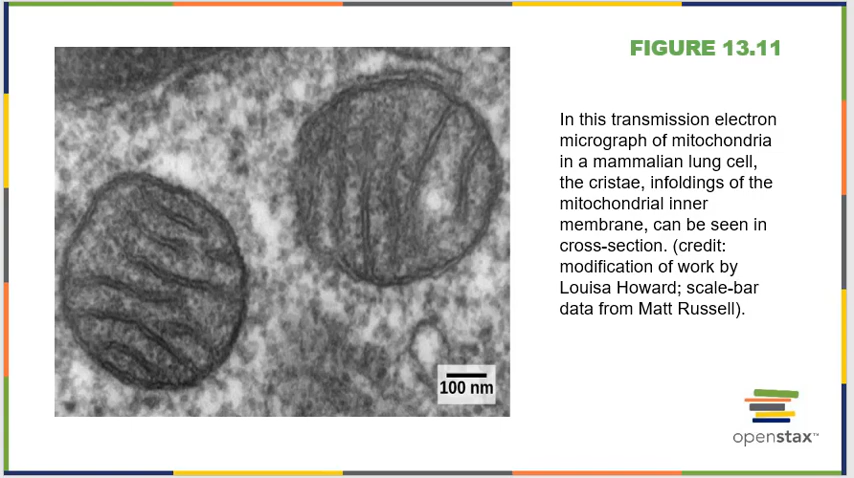 FIGURE 13.11
In this transmission electron
micrograph of mitochondria
in a mammalian lung cell,
the cristae, infoldings of the
mitochondrial inner
membrane, can be seen in
cross-section. (credit:
modification of work by
Louisa Howard; scale-bar
data from Matt Russell).
100 nm
openstax™